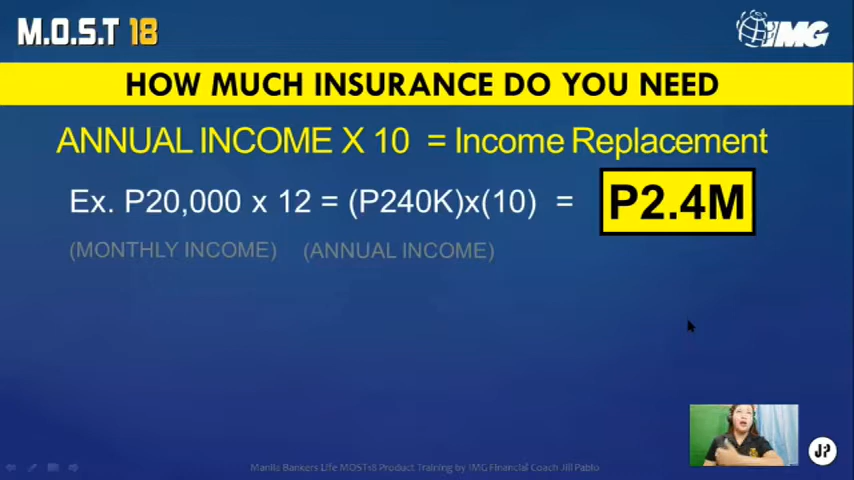 M.O.S.T 18
IMG
HOW MUCH INSURANCE DO YOU NEED
ANNUAL INCOME X 10 = Income Replacement
Ex. P20,000 x 12 = (P240K)x(10) = P2.4M
(MONTHLY INCOME) (ANNUAL INCOME)
JP
Manila Bankers Life MOST18 Product Training by IMG Financial Coach Jill Pablo